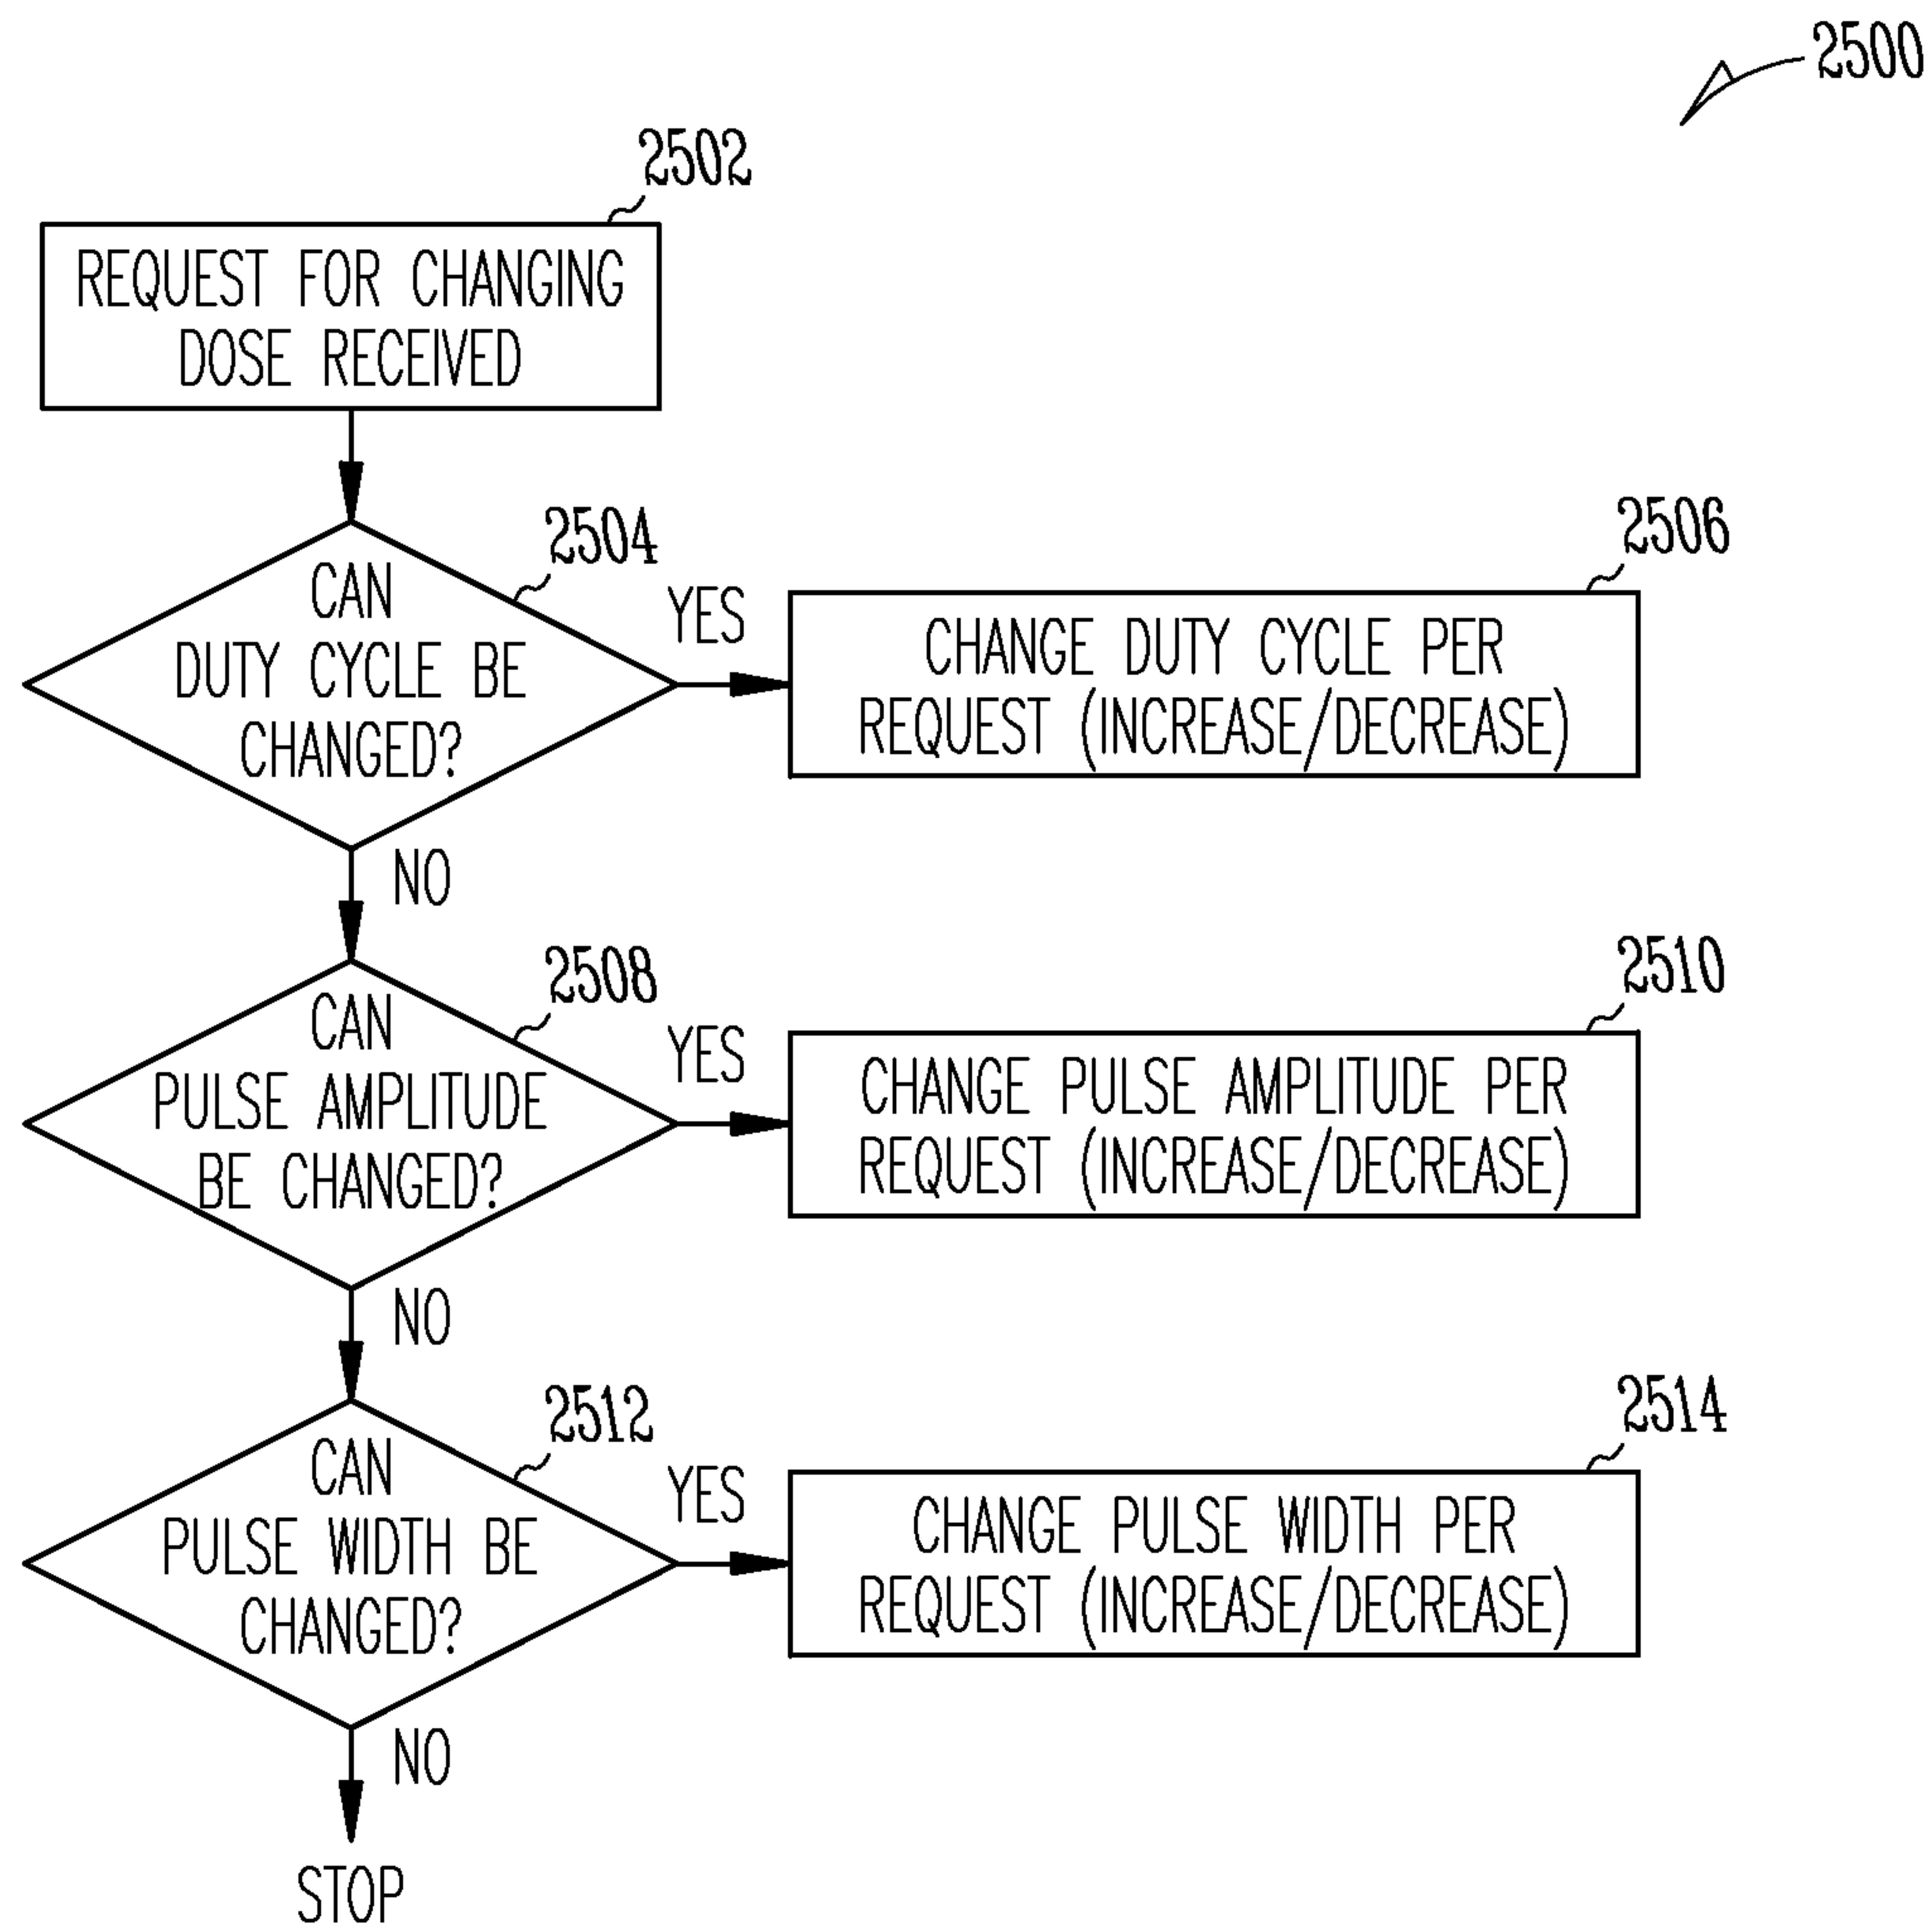 2500
2502
REQUEST FOR CHANGING
DOSE RECEIVED
2504
CAN
DUTY CYCLE BE
CHANGED?
YES
2506
CHANGE DUTY CYCLE PER
REQUEST (INCREASE/DECREASE)
NO
2508
CAN
PULSE AMPLITUDE
BE CHANGED?
YES
2510
CHANGE PULSE AMPLITUDE PER
REQUEST (INCREASE/DECREASE)
NO
2512
CAN
PULSE WIDTH BE
CHANGED?
YES
2514
CHANGE PULSE WIDTH PER
REQUEST (INCREASE/DECREASE)
NO
STOP